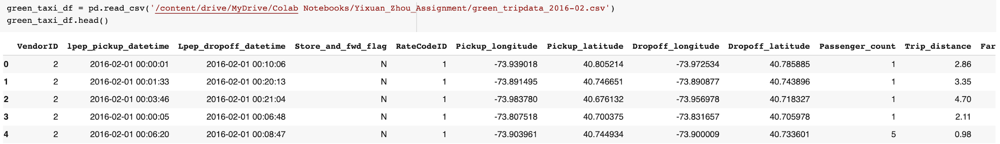 green_taxi_df = pd.read_csv('/content/drive/MyDrive/Colab Notebooks/Yixuan_Zhou_Assignment/green_tripdata_2016-02.csv')
green_taxi_df.head()
VendorID lpep_pickup_datetime Lpep_dropoff_datetime Store_and_fwd_flag RateCodeID Pickup_longitude Pickup_latitude Dropoff_longitude Dropoff_latitude Passenger_count Trip_distance Far
0 2 2016-02-01 00:00:01 2016-02-01 00:10:06 N 1 -73.939018 40.805214 -73.972534 40.785885 1 2.86
1 2 2016-02-01 00:01:33 2016-02-01 00:20:13 N 1 -73.891495 40.746651 -73.890877 40.743896 1 3.35
2 2 2016-02-01 00:03:46 2016-02-01 00:21:04 N 1 -73.983780 40.676132 -73.956978 40.718327 1 4.70
3 2 2016-02-01 00:00:05 2016-02-01 00:06:48 N 1 -73.807518 40.700375 -73.831657 40.705978 1 2.11
4 2 2016-02-01 00:06:20 2016-02-01 00:08:47 N 1 -73.903961 40.744934 -73.900009 40.733601 5 0.98